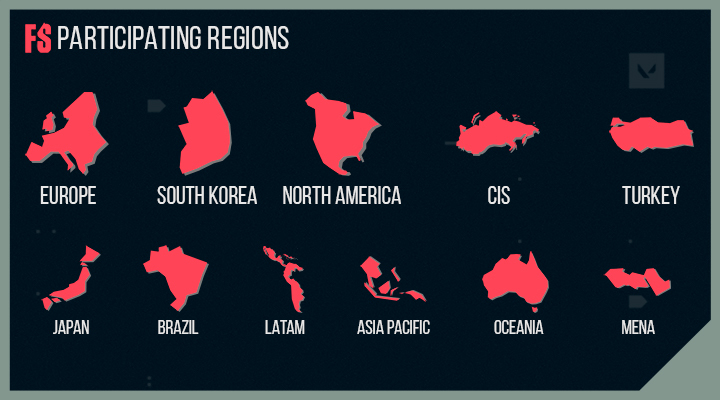 FS PARTICIPATING REGIONS
EUROPE
SOUTH KOREA
NORTH AMERICA
CIS
TURKEY
JAPAN
BRAZIL
LATAM
ASIA PACIFIC
OCEANIA
MENA